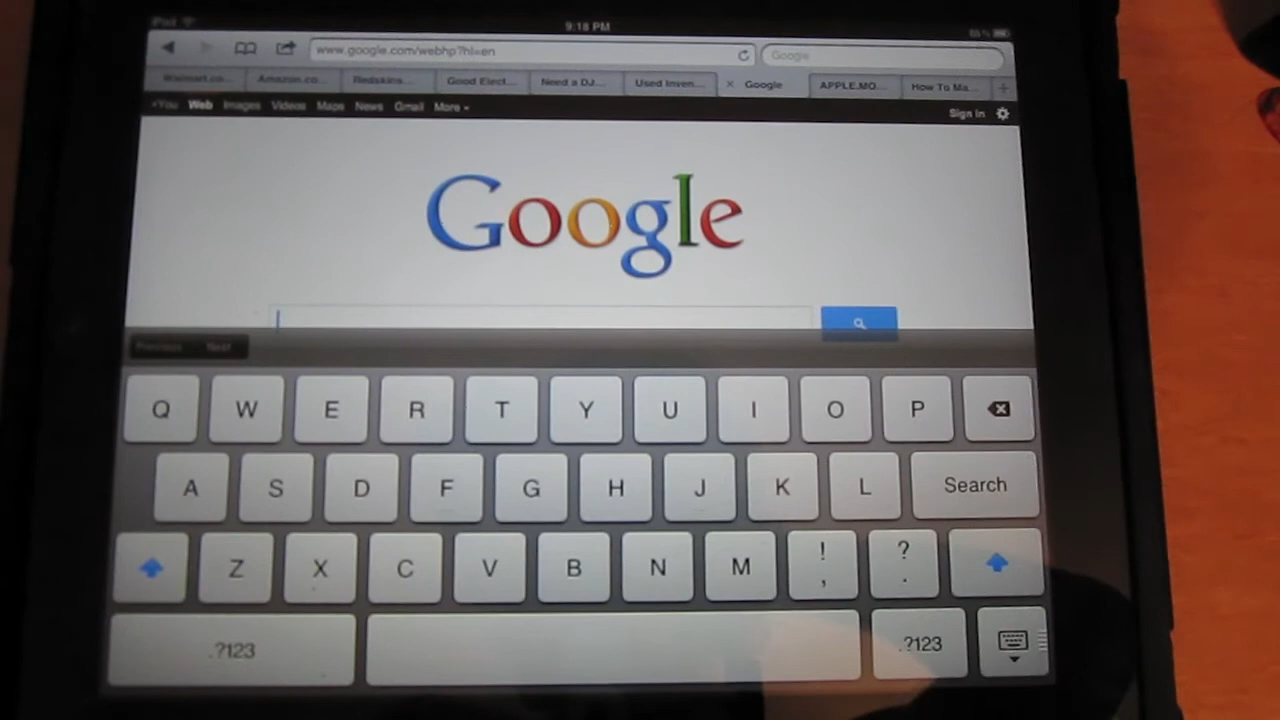 iPad 9:18 PM
www.google.com/webhp?hl=en Google
Walmart.co... Amazon.co... Redskins... Good Elect... Need a DJ... Used Inven... Google APPLE.MO... How To Ma...
+You Web Images Videos Maps News Gmail More Sign in
Google
Previous Next
Q W E R T Y U I O P
A S D F G H J K L Search
Z X C V B N M ! , ? .
.?123 .?123